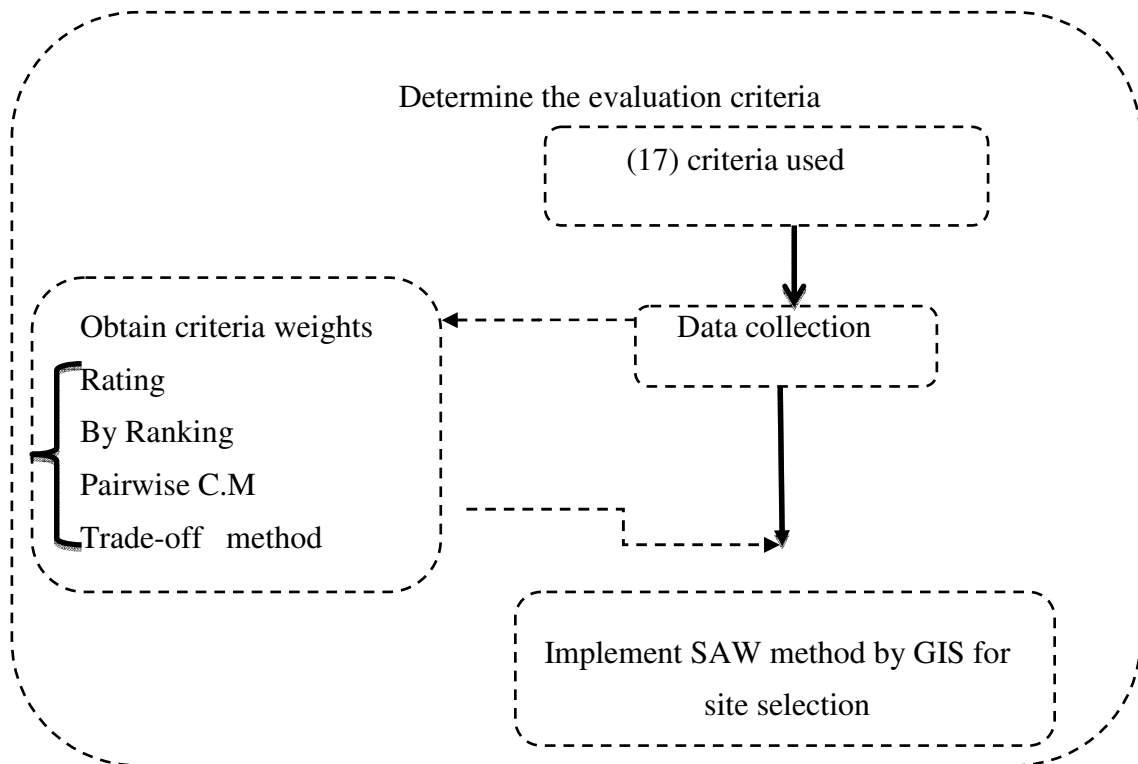 Determine the evaluation criteria
(17) criteria used
Data collection
Obtain criteria weights
Rating
By Ranking
Pairwise C.M
Trade-off method
Implement SAW method by GIS for
site selection